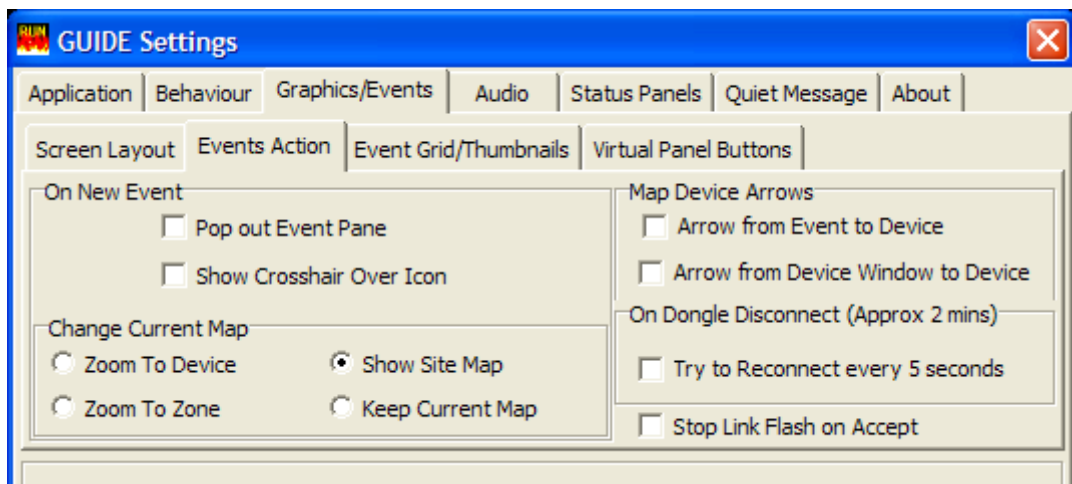 RUN
GUIDE Settings
Application Behaviour Graphics/Events Audio Status Panels Quiet Message About
Screen Layout Events Action Event Grid/Thumbnails Virtual Panel Buttons
On New Event
Pop out Event Pane
Show Crosshair Over Icon
Change Current Map
Zoom To Device Show Site Map
Zoom To Zone Keep Current Map
Map Device Arrows
Arrow from Event to Device
Arrow from Device Window to Device
On Dongle Disconnect (Approx 2 mins)
Try to Reconnect every 5 seconds
Stop Link Flash on Accept